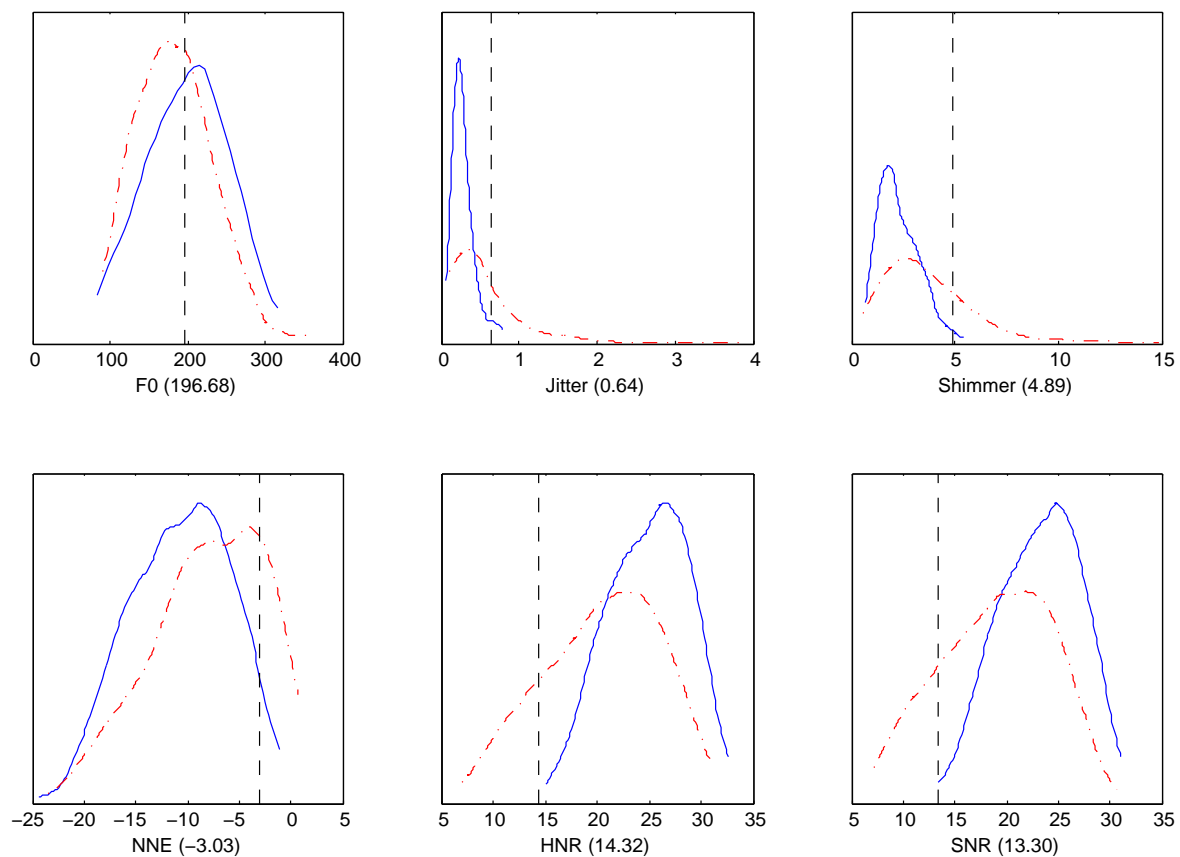 0 100 200 300 400
F0 (196.68)
0 1 2 3 4
Jitter (0.64)
0 5 10 15
Shimmer (4.89)
−25 −20 −15 −10 −5 0 5
NNE (−3.03)
5 10 15 20 25 30 35
HNR (14.32)
5 10 15 20 25 30 35
SNR (13.30)